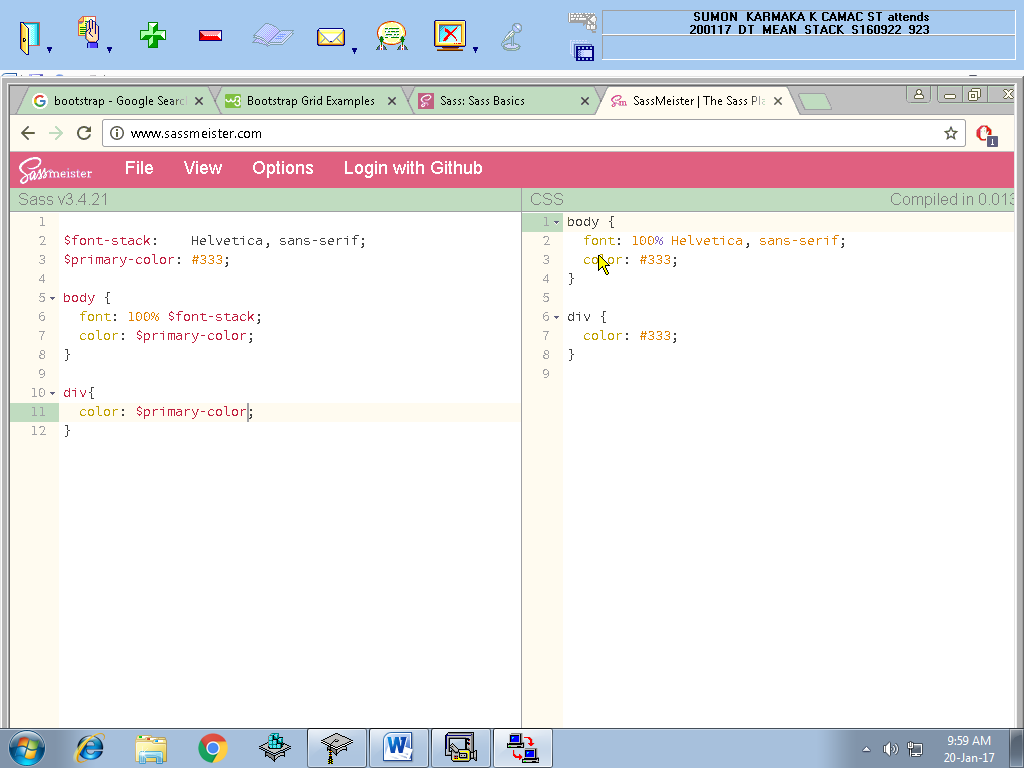 SUMON KARMAKA K CAMAC ST attends
200117 DT MEAN STACK S160922 923
bootstrap - Google Searc
Bootstrap Grid Examples
Sass: Sass Basics
SassMeister | The Sass Pla
www.sassmeister.com
1
Sassmeister File View Options Login with Github
Sass v3.4.21
1
2 $font-stack: Helvetica, sans-serif;
3 $primary-color: #333;
4
5 body {
6 font: 100% $font-stack;
7 color: $primary-color;
8 }
9
10 div{
11 color: $primary-color;
12 }
CSS Compiled in 0.013
1 body {
2 font: 100% Helvetica, sans-serif;
3 color: #333;
4 }
5
6 div {
7 color: #333;
8 }
9
9:59 AM
20-Jan-17